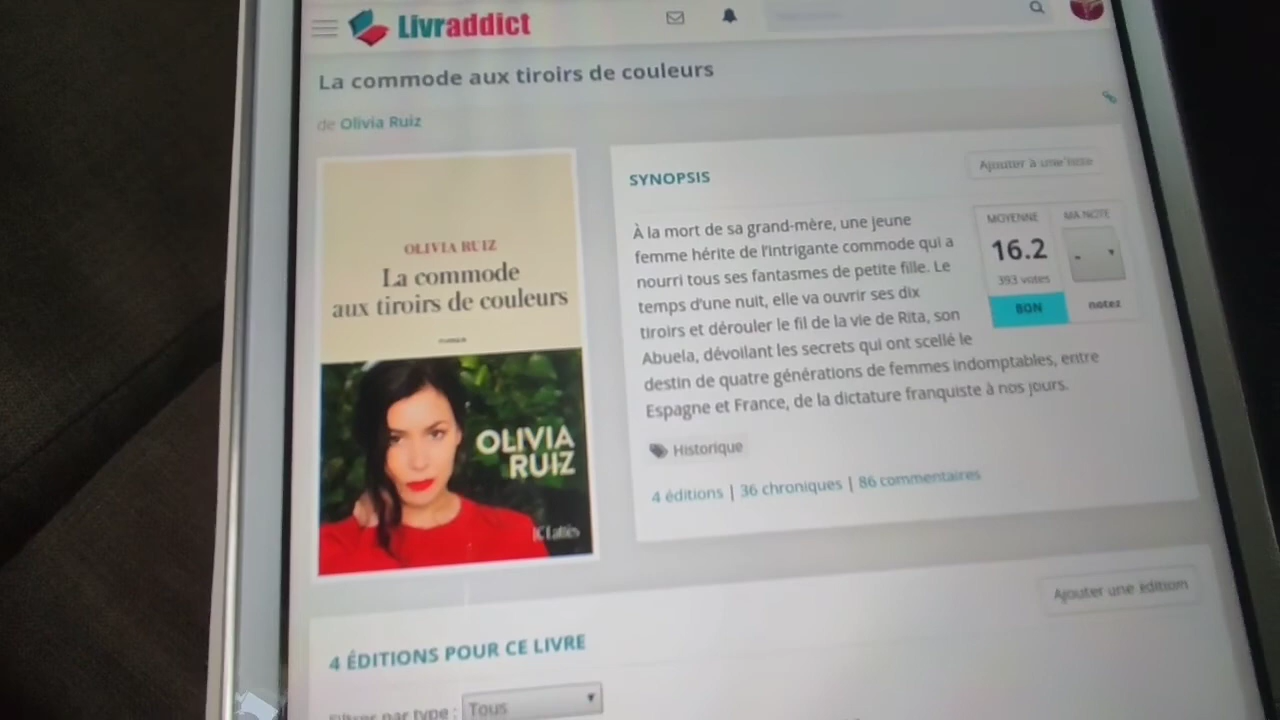 Livraddict
La commode aux tiroirs de couleurs
de Olivia Ruiz
OLIVIA RUIZ
La commode
aux tiroirs de couleurs
roman
OLIVIA
RUIZ
JC Lattès
SYNOPSIS
Ajouter à une liste
À la mort de sa grand-mère, une jeune
femme hérite de l'intrigante commode qui a
nourri tous ses fantasmes de petite fille. Le
temps d'une nuit, elle va ouvrir ses dix
tiroirs et dérouler le fil de la vie de Rita, son
Abuela, dévoilant les secrets qui ont scellé le
destin de quatre générations de femmes indomptables, entre
Espagne et France, de la dictature franquiste à nos jours.
MOYENNE
16.2
393 votes
BON
MA NOTE
-
notez
Historique
4 éditions | 36 chroniques | 86 commentaires
Ajouter une édition
4 ÉDITIONS POUR CE LIVRE
Filtrer par type : Tous